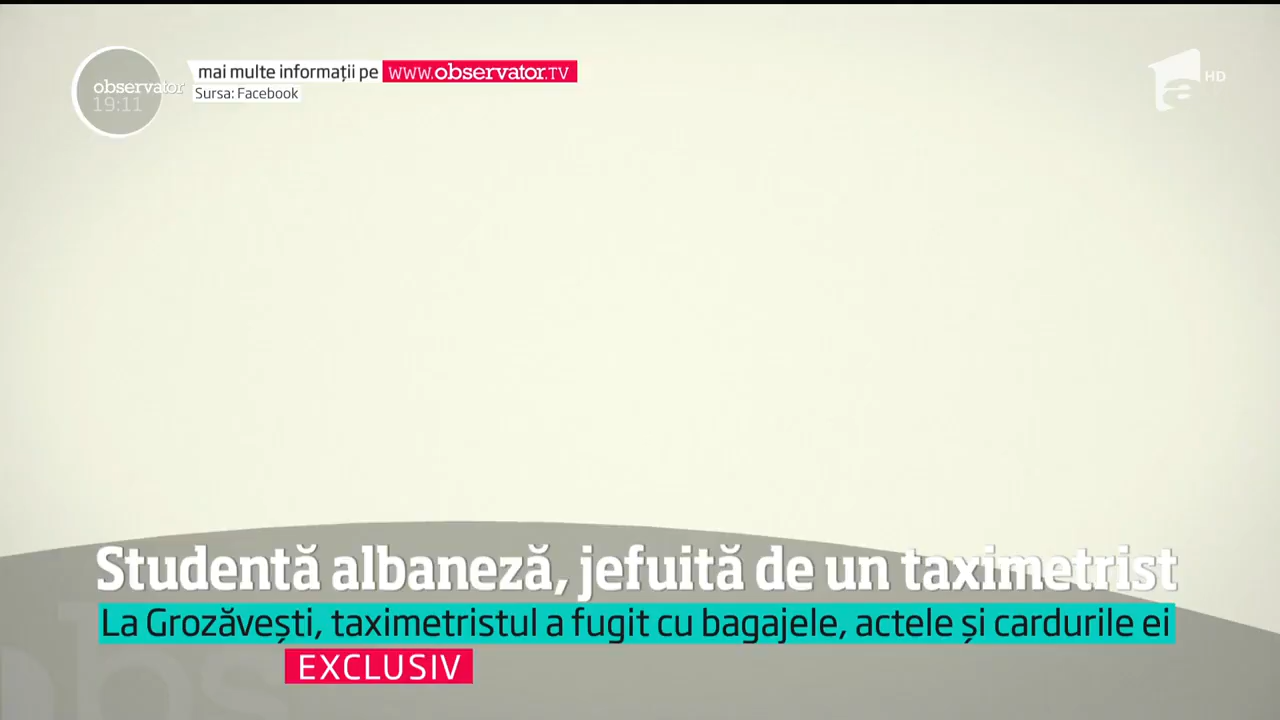 observator
19:11
mai multe informații pe www.observator.TV
Sursa: Facebook
HD
Studentă albaneză, jefuită de un taximetrist
La Grozăvești, taximetristul a fugit cu bagajele, actele și cardurile ei
EXCLUSIV
obs